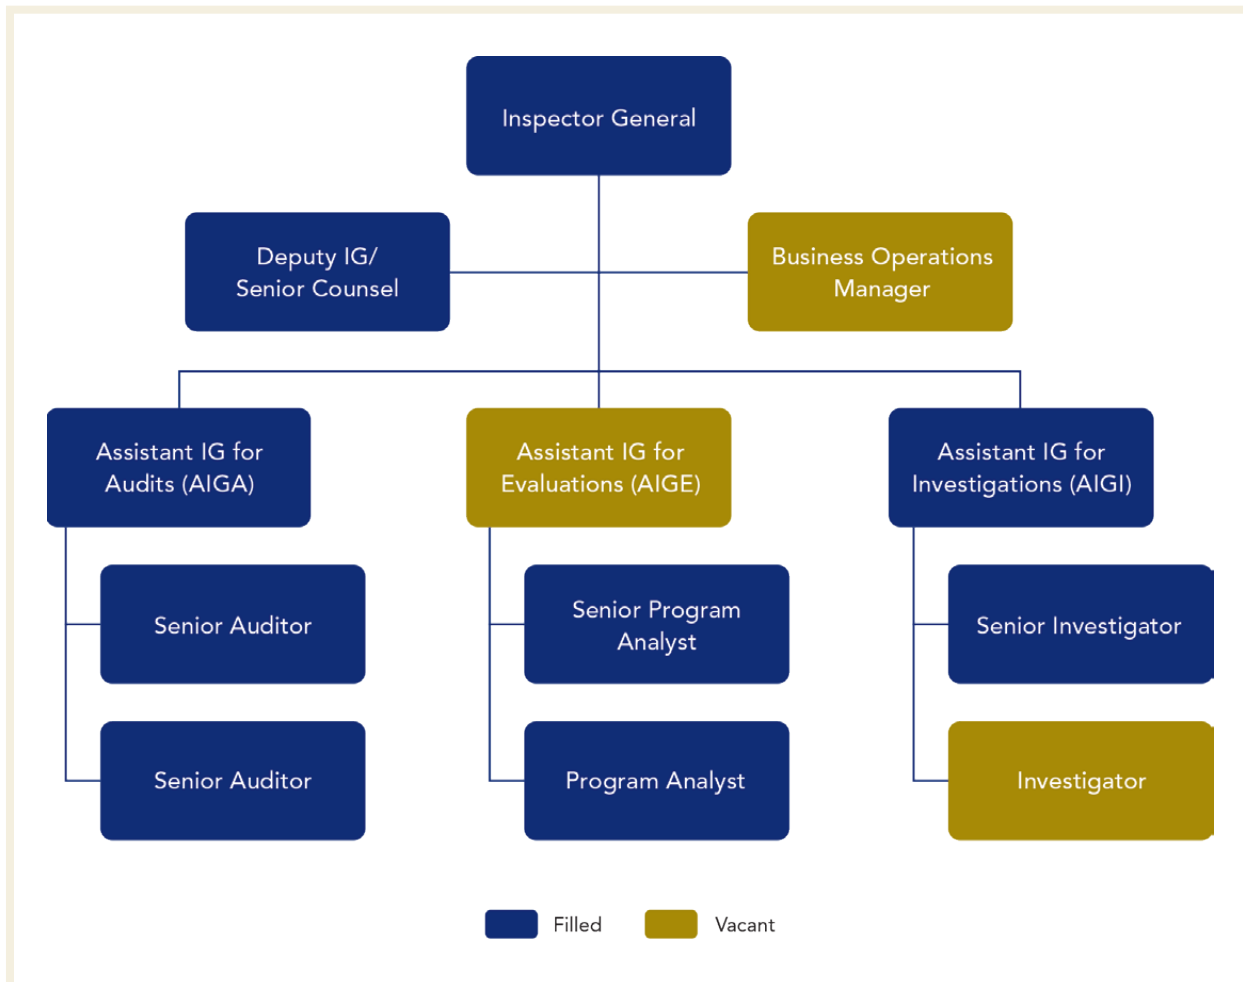 Inspector General
Deputy IG/
Senior Counsel
Business Operations
Manager
Assistant IG for
Audits (AIGA)
Assistant IG for
Evaluations (AIGE)
Assistant IG for
Investigations (AIGI)
Senior Auditor
Senior Program
Analyst
Senior Investigator
Senior Auditor
Program Analyst
Investigator
Filled
Vacant